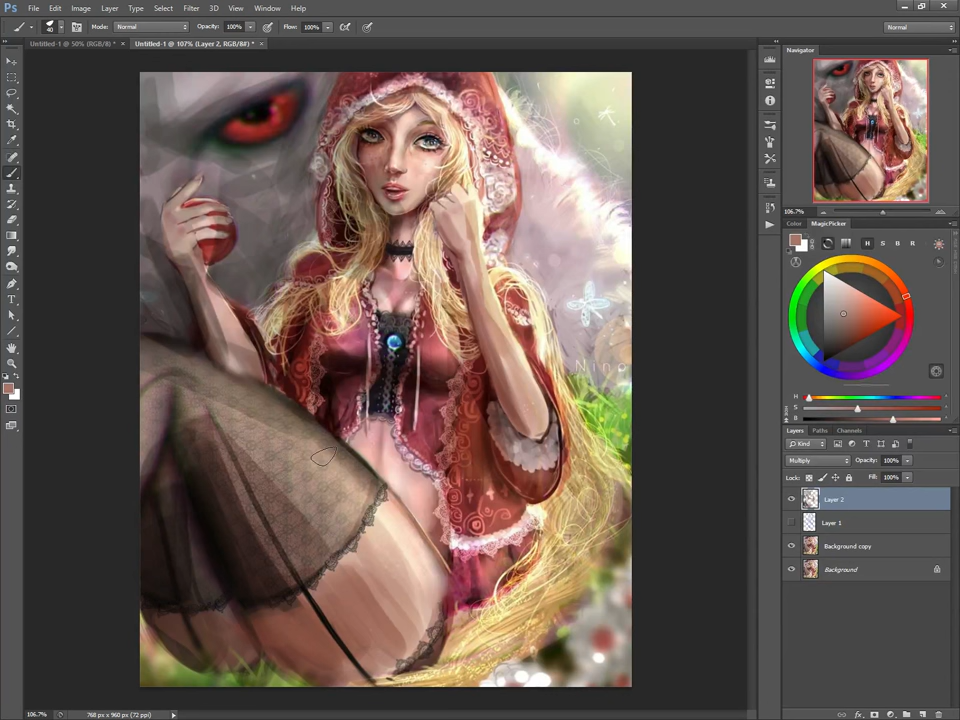 Ps File Edit Image Layer Type Select Filter 3D View Window Help
40 Mode: Normal Opacity: 100% Flow: 100% Normal
Untitled-1 @ 50% (RGB/8) * × Untitled-1 @ 107% (Layer 2, RGB/8#) * ×
Navigator
106.7%
Color MagicPicker
H S B R
H
S
B
Nino
Layers Paths Channels
Kind
Multiply Opacity: 100%
Lock: Fill: 100%
Layer 2
Layer 1
Background copy
Background
fx
106.7% 768 px x 960 px (72 ppi)